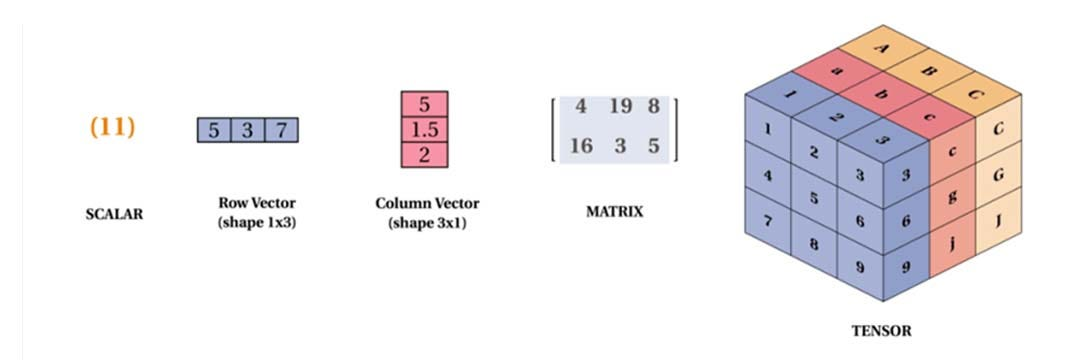 (11)
SCALAR
5 3 7
Row Vector
(shape 1x3)
5
1.5
2
Column Vector
(shape 3x1)
4 19 8
16 3 5
MATRIX
A B C
a b c
1 2 3
1 2 3
4 5 6
7 8 9
3 c C
6 g G
9 j J
TENSOR